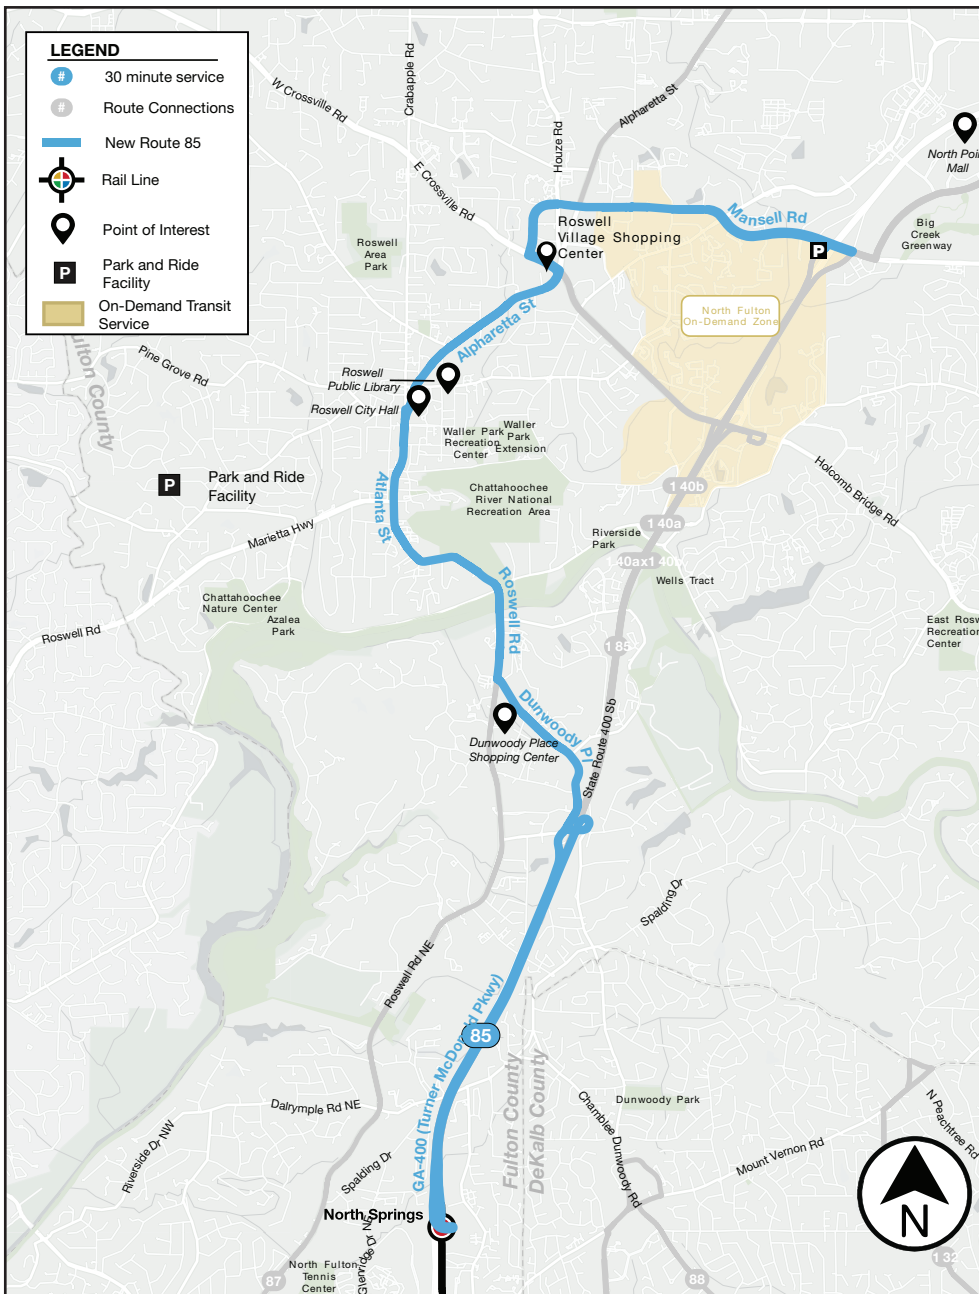 LEGEND
# 30 minute service
# Route Connections
New Route 85
Rail Line
Point of Interest
P Park and Ride
Facility
On-Demand Transit
Service
W Crossville Rd
Crabapple Rd
E Crossville Rd
Houze Rd
Alpharetta St
North Poin
Mall
Mansell Rd
P
Big
Creek
Greenway
Roswell
Village Shopping
Center
Roswell
Area
Park
North Fulton
On-Demand Zone
Alpharetta St
ulton County
Pine Grove Rd
Roswell
Public Library
Roswell City Hall
Waller Park
Recreation
Center
Waller
Park
Extension
Holcomb Bridge Rd
P Park and Ride
Facility
Atlanta St
Marietta Hwy
Chattahoochee
River National
Recreation Area
140b
140a
Riverside
Park
Wells Tract
Roswell Rd
Chattahoochee
Nature Center
Azalea
Park
Roswell Rd
185
East Rosw
Recreation
Center
Dunwoody Pl
State Route 400 Sb
Dunwoody Place
Shopping Center
Spalding Dr
Roswell Rd NE
GA-400 (Turner McDonald Pkwy)
85
Fulton County
DeKalb County
Dunwoody Park
Chamblee Dunwoody Rd
N Peachtree Rd
Mount Vernon Rd
Dalrymple Rd NE
Riverside Dr NW
Spalding Dr
North Springs
Glenridge Dr NE
North Fulton
Tennis
Center
87
88
132
N